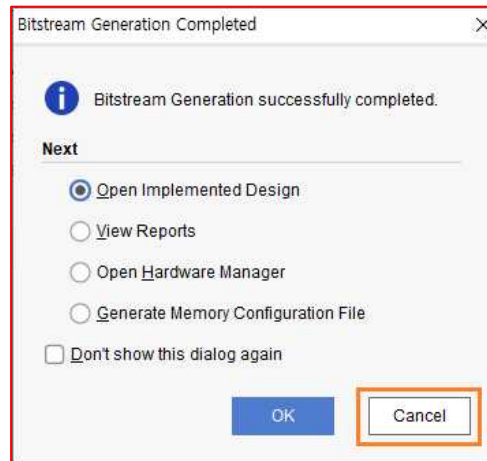 Bitstream Generation Completed
Bitstream Generation successfully completed.
Next
Open Implemented Design
View Reports
Open Hardware Manager
Generate Memory Configuration File
Don't show this dialog again
OK
Cancel